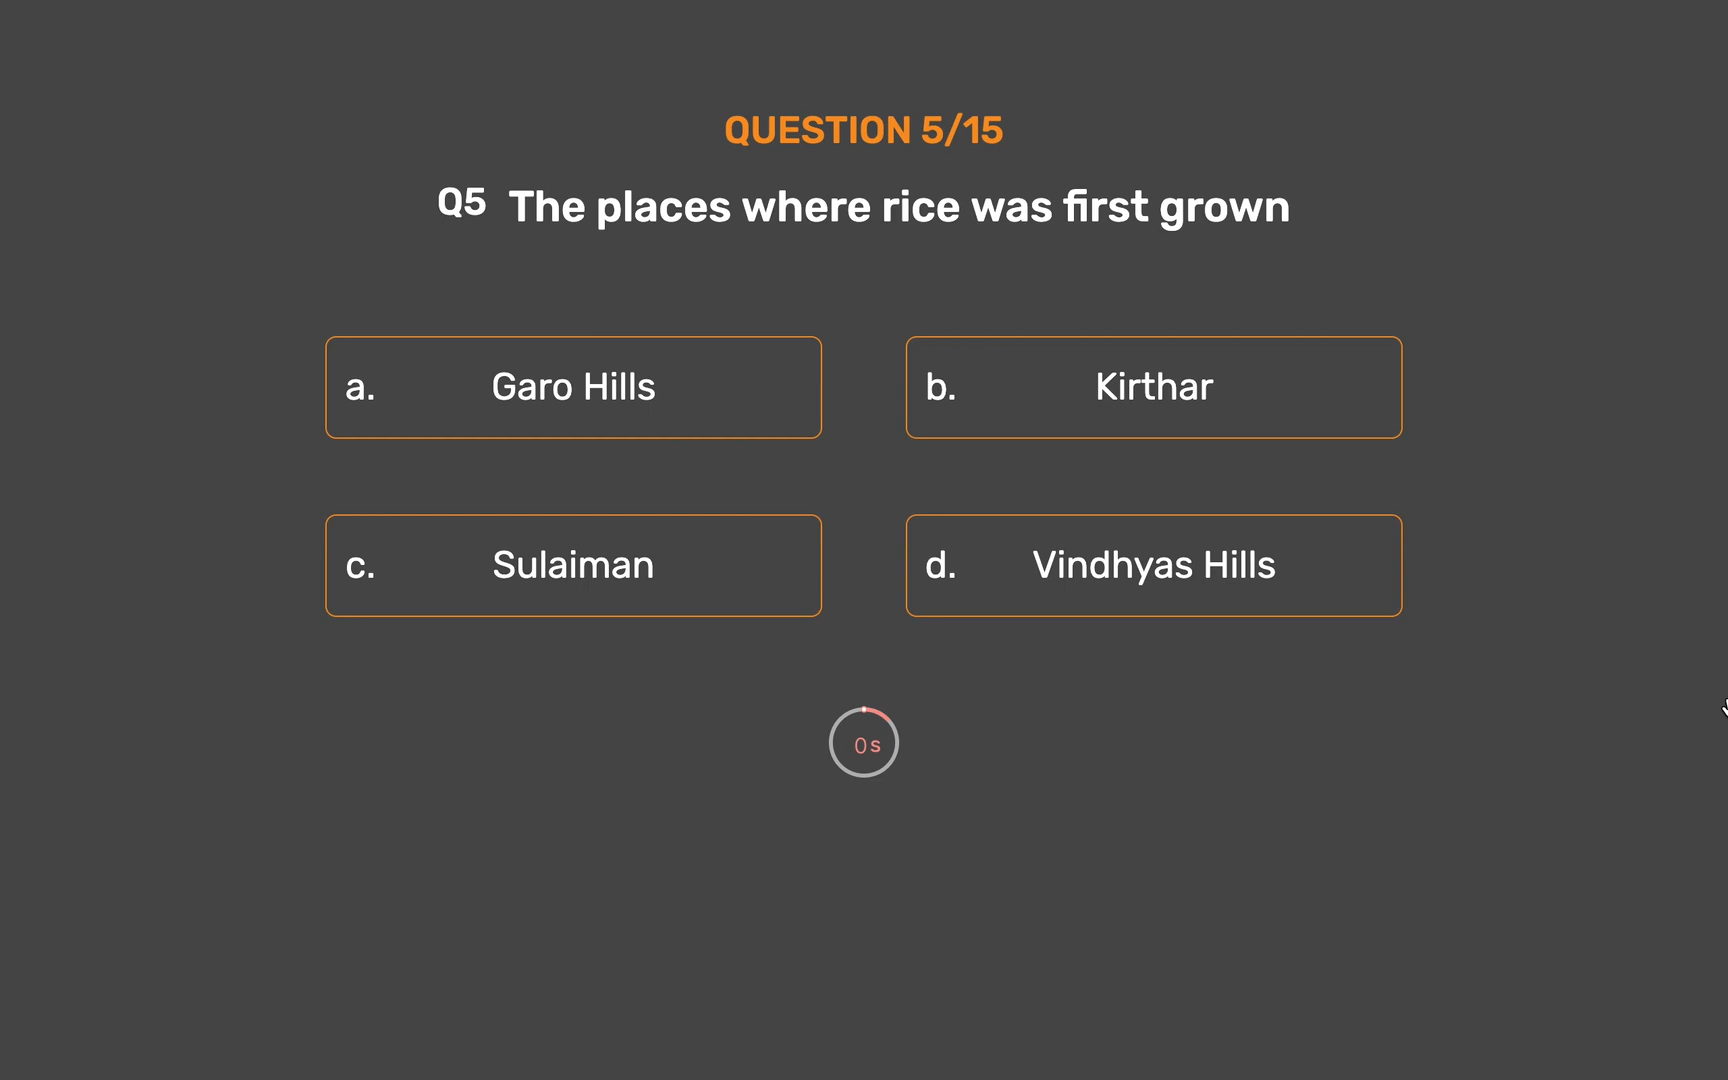 QUESTION 5/15
Q5 The places where rice was first grown
a. Garo Hills
b. Kirthar
c. Sulaiman
d. Vindhyas Hills
0s